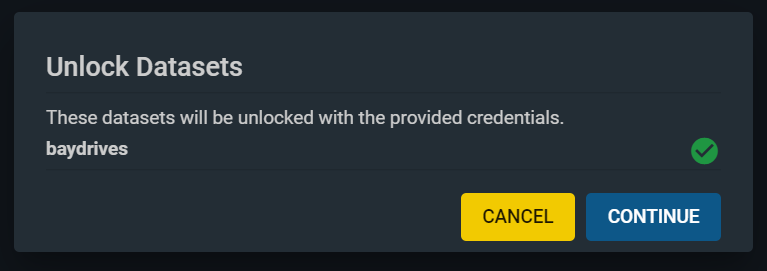 Unlock Datasets
These datasets will be unlocked with the provided credentials.
baydrives
CANCEL CONTINUE